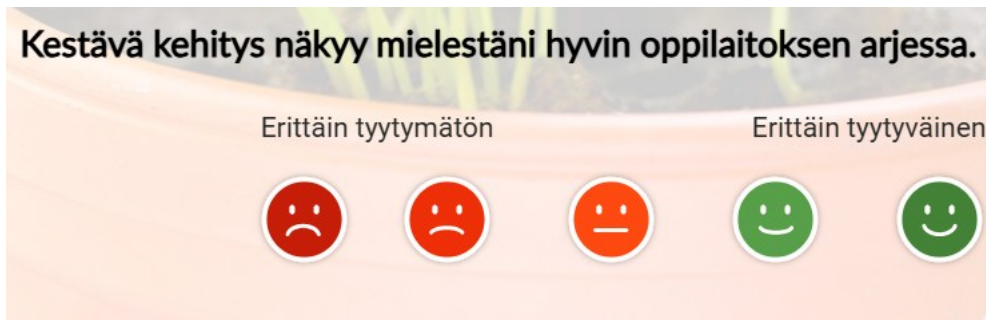 Kestävä kehitys näkyy mielestäni hyvin oppilaitoksen arjessa.
Erittäin tyytymätön Erittäin tyytyväinen